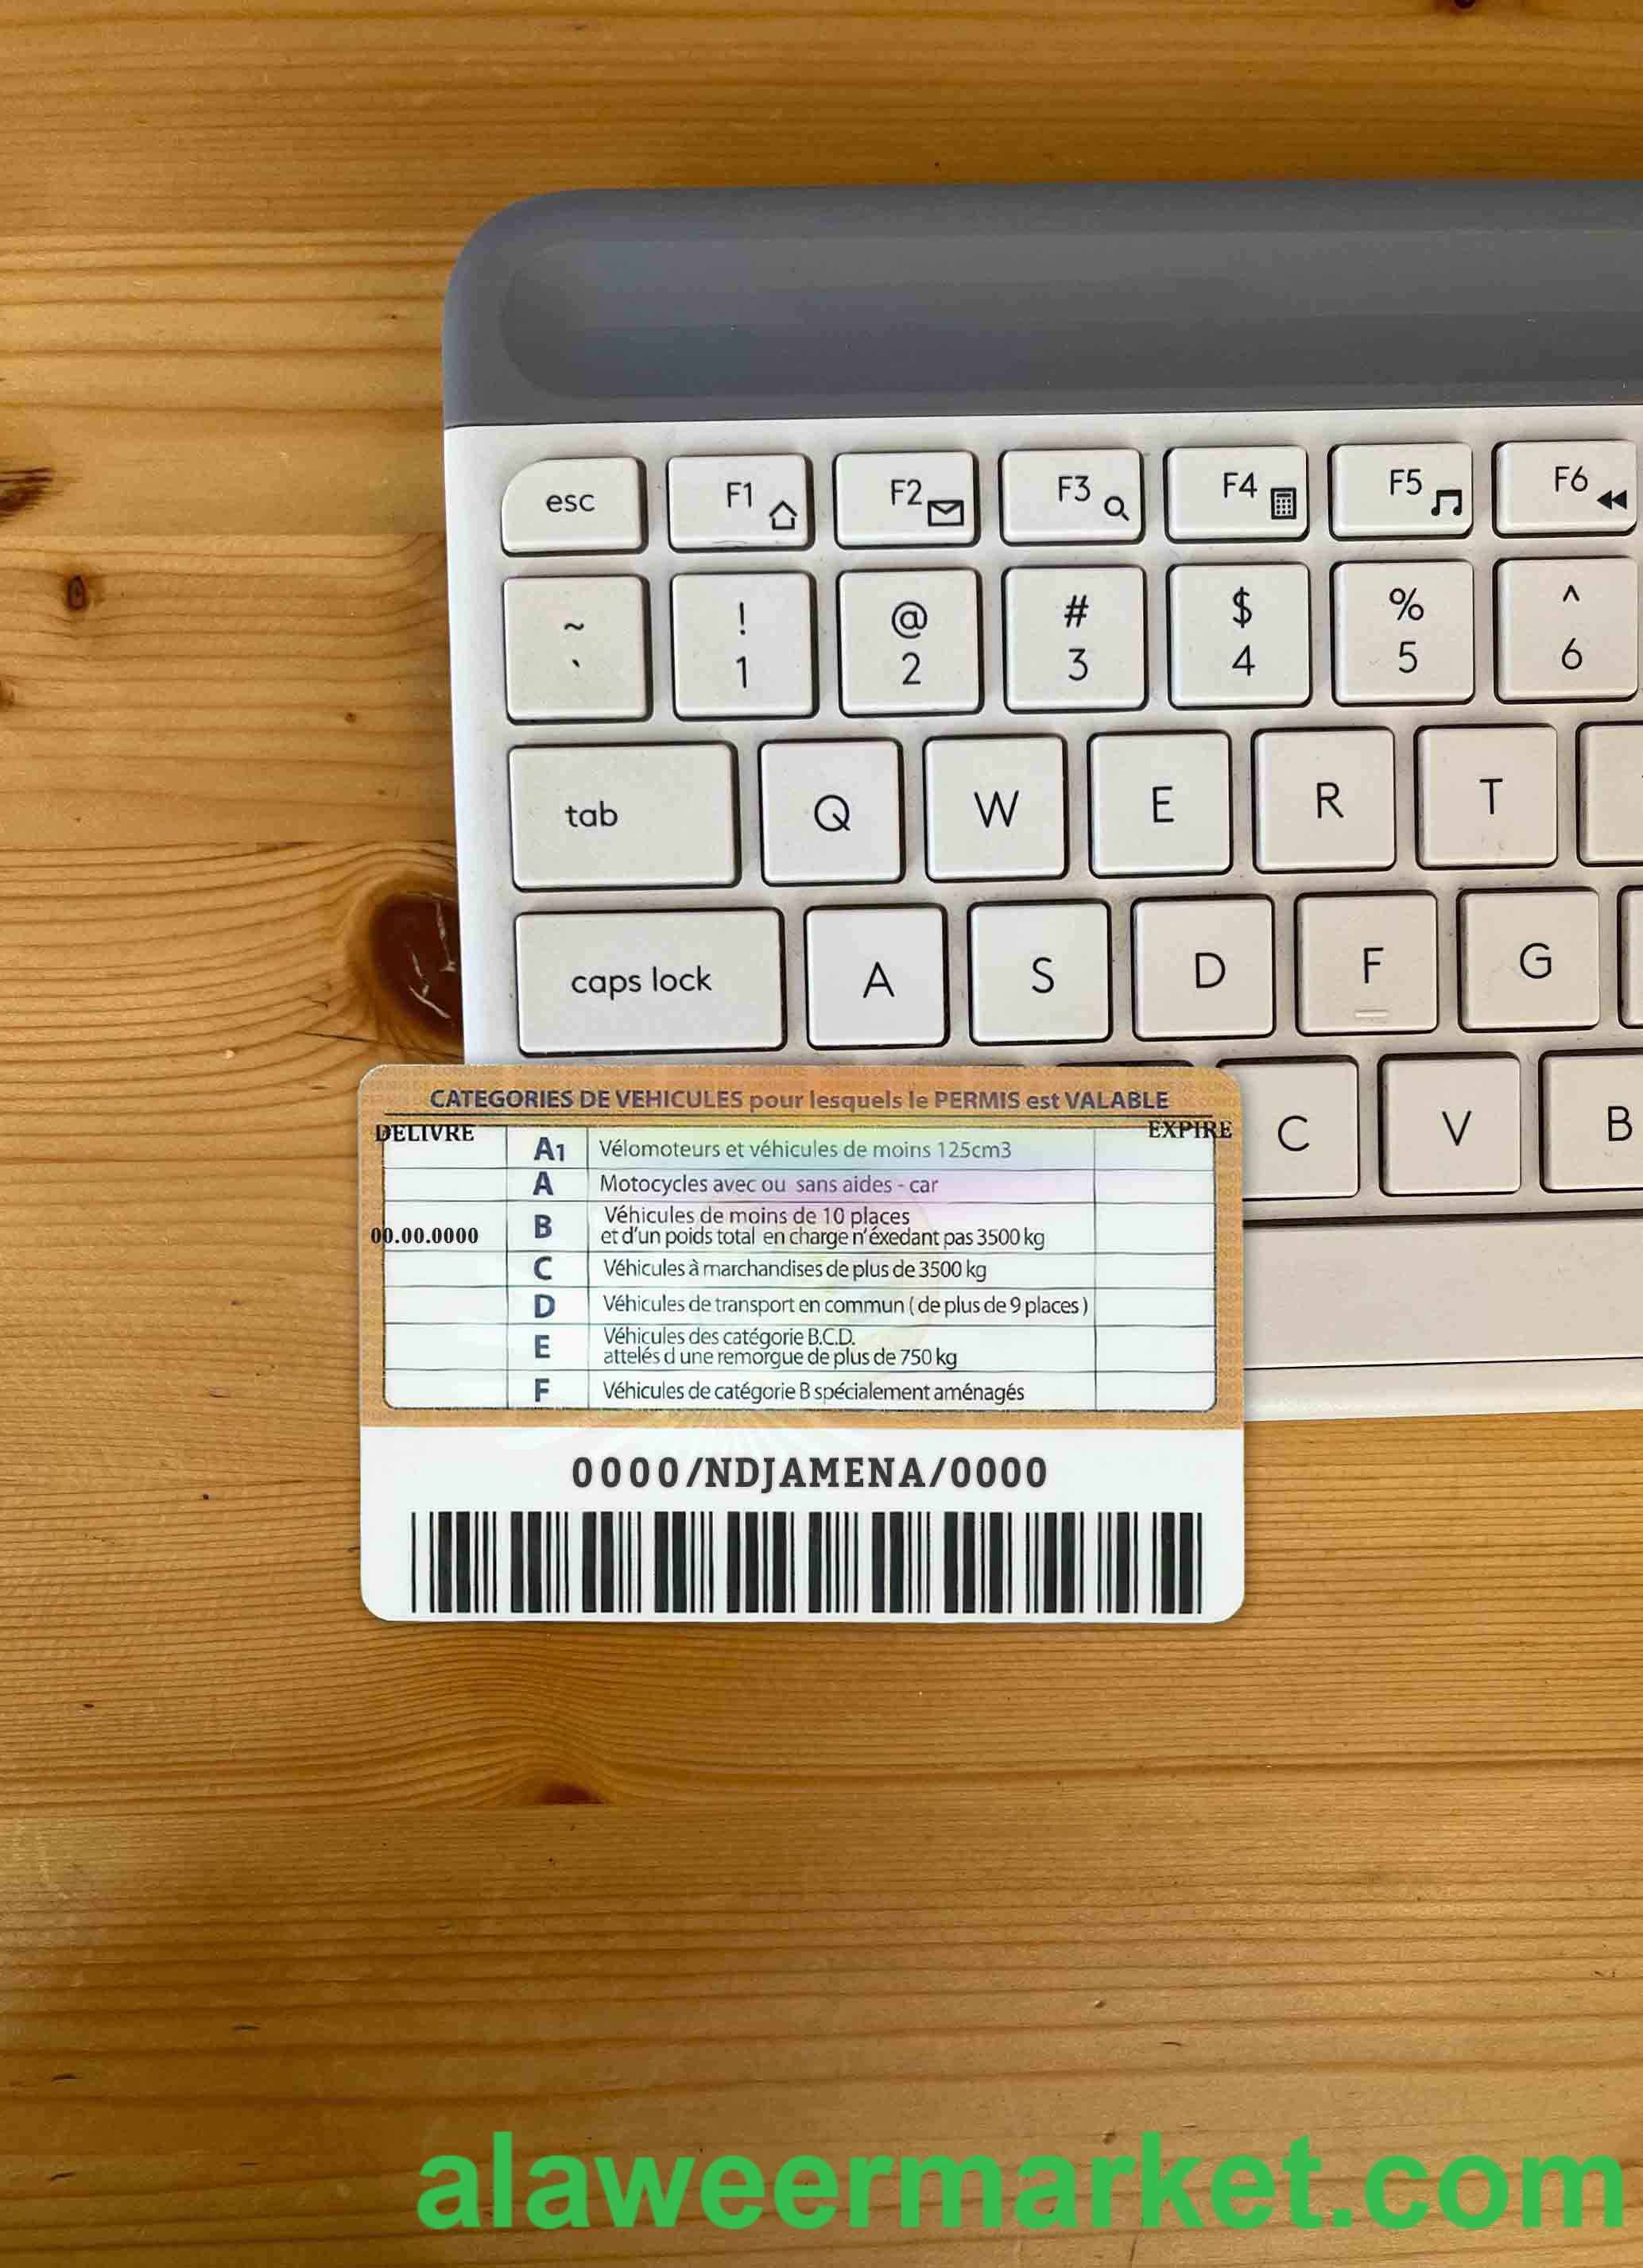 esc F1 F2 F3 F4 F5 F6
~ ! @ # $ % ^
` 1 2 3 4 5 6
tab Q W E R T
caps lock A S D F G
C V B
CATEGORIES DE VEHICULES pour lesquels le PERMIS est VALABLE
DELIVRE EXPIRE
A1 Vélomoteurs et véhicules de moins 125cm3
A Motocycles avec ou sans aides - car
00.00.0000 B Véhicules de moins de 10 places
et d'un poids total en charge n'éxedant pas 3500 kg
C Véhicules à marchandises de plus de 3500 kg
D Véhicules de transport en commun ( de plus de 9 places )
E Véhicules des catégorie B.C.D.
attelés d une remorgue de plus de 750 kg
F Véhicules de catégorie B spécialement aménagés
0000/NDJAMENA/0000
alaweermarket.com